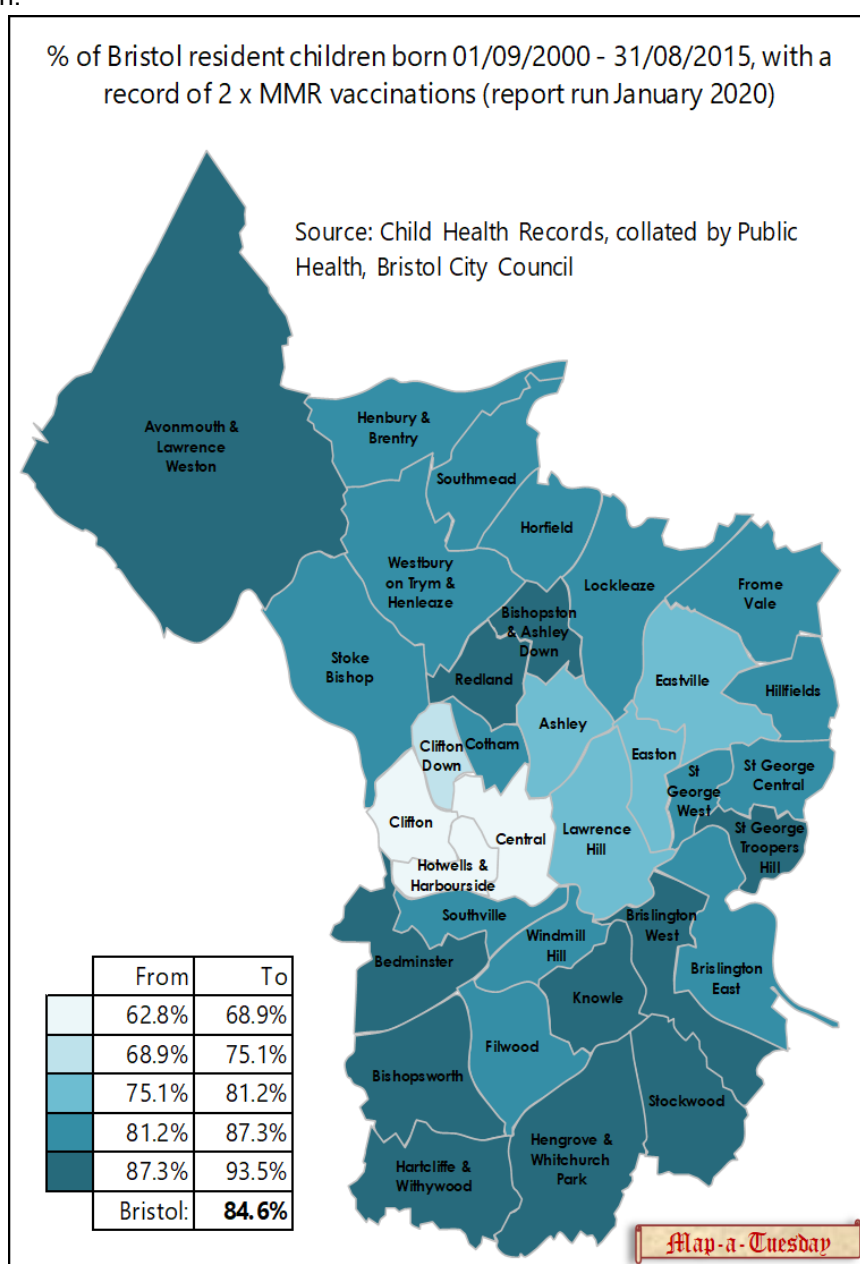 % of Bristol resident children born 01/09/2000 - 31/08/2015, with a
record of 2 x MMR vaccinations (report run January 2020)
Source: Child Health Records, collated by Public
Health, Bristol City Council
Avonmouth &
Lawrence
Weston
Henbury &
Brentry
Southmead
Horfield
Westbury
on Trym &
Henleaze
Lockleaze
Frome
Vale
Bishopston
& Ashley
Down
Stoke
Bishop
Redland
Eastville
Hillfields
Ashley
Clifton
Down
Cotham
Easton
St
George
West
St George
Central
Clifton
Central
Lawrence
Hill
St George
Troopers
Hill
Hotwells &
Harbourside
Southville
Windmill
Hill
Brislington
West
Bedminster
Brislington
East
Knowle
Filwood
Bishopsworth
Stockwood
Hengrove &
Whitchurch
Park
Hartcliffe &
Withywood
From To
62.8% 68.9%
68.9% 75.1%
75.1% 81.2%
81.2% 87.3%
87.3% 93.5%
Bristol: 84.6%
Map-a-Tuesday